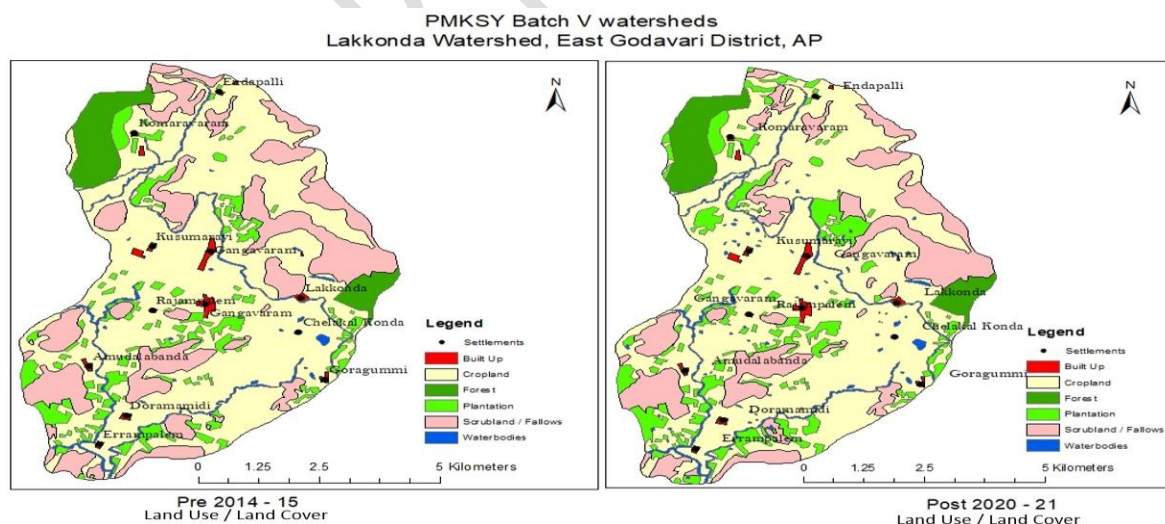 PMKSY Batch V watersheds
Lakkonda Watershed, East Godavari District, AP
N
Endapalli
Komaravaram
Kusumarayi
Gangavaram
Lakkonda
Rajampalem
Gangavaram
Chelakal Konda
Amudalabanda
Goragummi
Doramamidi
Errampalem
Legend
Settlements
Built Up
Cropland
Forest
Plantation
Scrubland / Fallows
Waterbodies
0 1.25 2.5 5 Kilometers
Pre 2014 - 15
Land Use / Land Cover
N
Endapalli
Komaravaram
Kusumarayi
Gangavaram
Lakkonda
Gangavaram
Rajampalem
Chelakal Konda
Amudalabanda
Goragummi
Doramamidi
Errampalem
Legend
Settlements
Built Up
Cropland
Forest
Plantation
Scrubland / Fallows
Waterbodies
0 1.25 2.5 5 Kilometers
Post 2020 - 21
Land Use / Land Cover